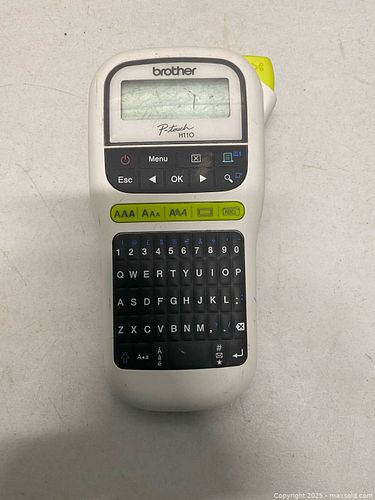 brother
P-touch
H110
Menu
Esc OK
AAA AAA AAA ABC
1 2 3 4 5 6 7 8 9 0
Q W E R T Y U I O P
A S D F G H J K L : .
Z X C V B N M , .
A↔a Á ä ê #
Copyright 2025 - maxsold.com